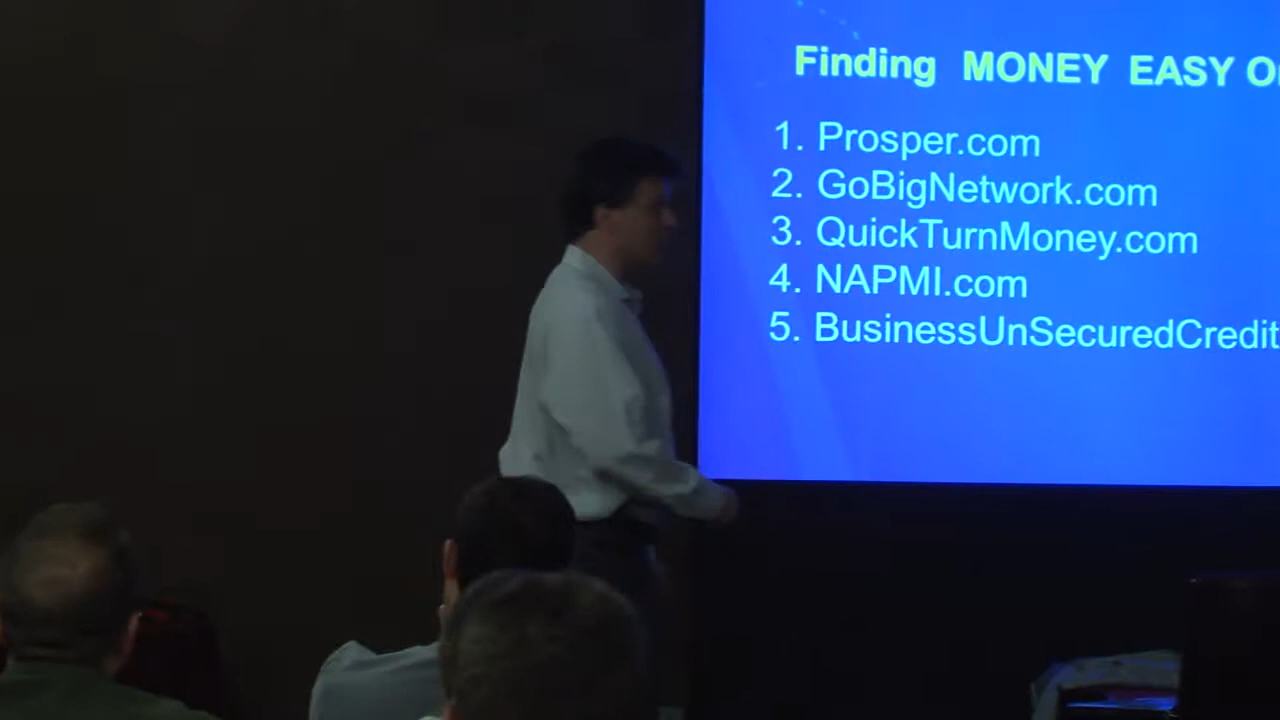 Finding MONEY EASY
1. Prosper.com
2. GoBigNetwork.com
3. QuickTurnMoney.com
4. NAPMI.com
5. BusinessUnSecuredCredit